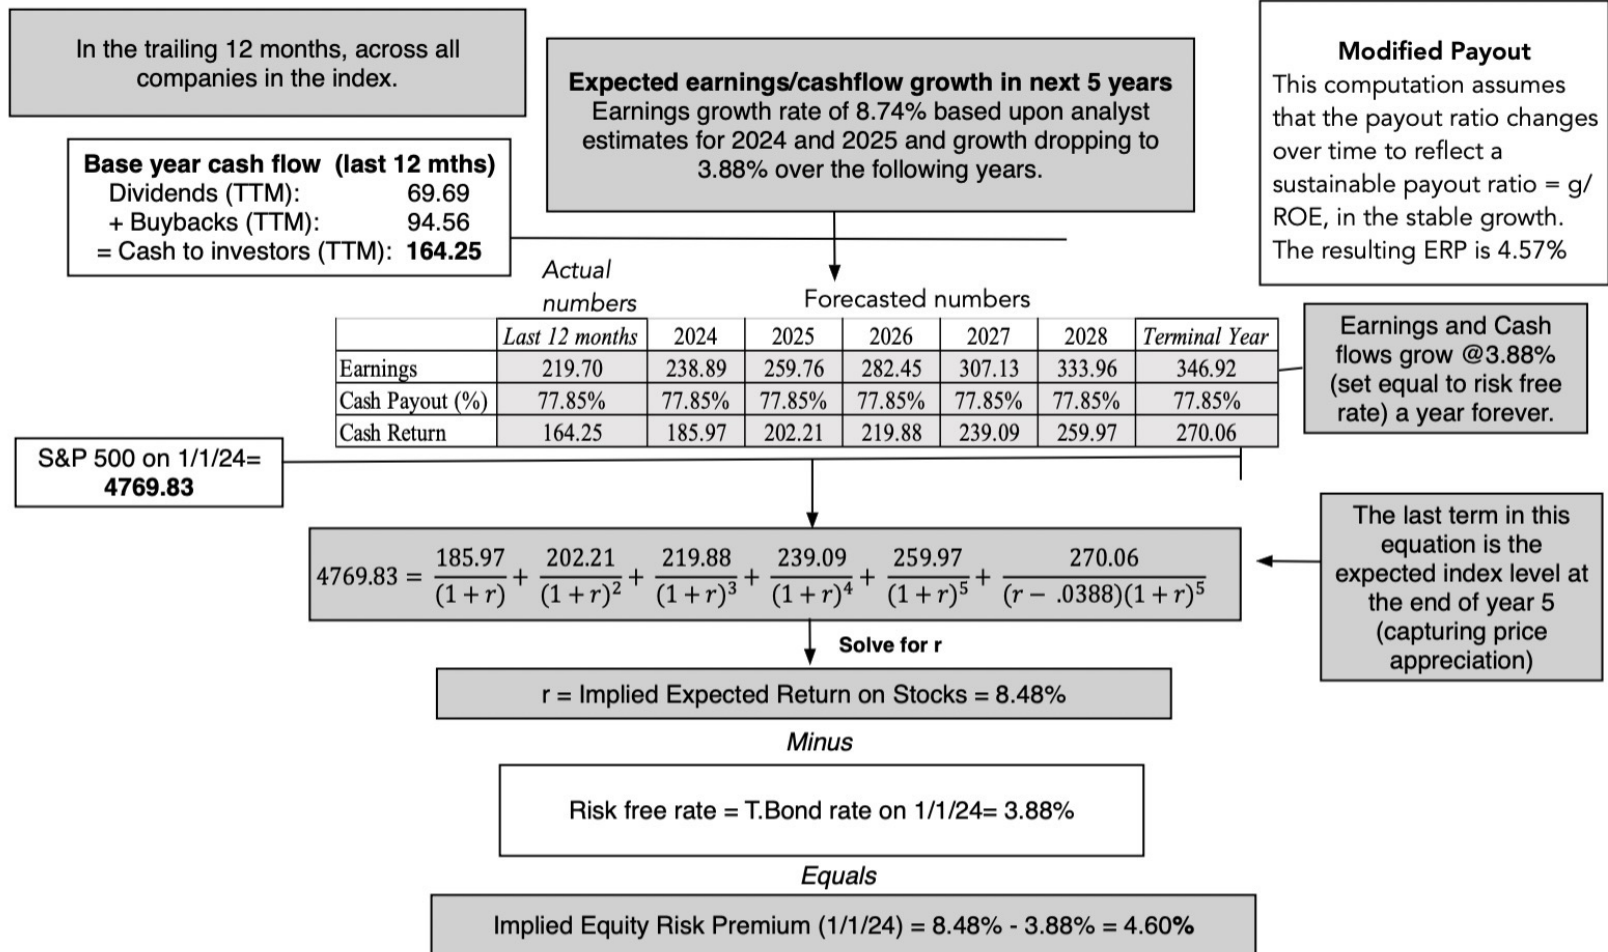 In the trailing 12 months, across all
companies in the index.
Base year cash flow (last 12 mths)
Dividends (TTM): 69.69
+ Buybacks (TTM): 94.56
= Cash to investors (TTM): 164.25
Expected earnings/cashflow growth in next 5 years
Earnings growth rate of 8.74% based upon analyst
estimates for 2024 and 2025 and growth dropping to
3.88% over the following years.
Modified Payout
This computation assumes
that the payout ratio changes
over time to reflect a
sustainable payout ratio = g/
ROE, in the stable growth.
The resulting ERP is 4.57%
Actual
numbers
Forecasted numbers
Last 12 months 2024 2025 2026 2027 2028 Terminal Year
Earnings 219.70 238.89 259.76 282.45 307.13 333.96 346.92
Cash Payout (%) 77.85% 77.85% 77.85% 77.85% 77.85% 77.85% 77.85%
Cash Return 164.25 185.97 202.21 219.88 239.09 259.97 270.06
Earnings and Cash
flows grow @3.88%
(set equal to risk free
rate) a year forever.
S&P 500 on 1/1/24=
4769.83
4769.83 = 185.97/(1+r) + 202.21/(1+r)² + 219.88/(1+r)³ + 239.09/(1+r)⁴ + 259.97/(1+r)⁵ + 270.06/(r − .0388)(1+r)⁵
The last term in this
equation is the
expected index level at
the end of year 5
(capturing price
appreciation)
Solve for r
r = Implied Expected Return on Stocks = 8.48%
Minus
Risk free rate = T.Bond rate on 1/1/24= 3.88%
Equals
Implied Equity Risk Premium (1/1/24) = 8.48% - 3.88% = 4.60%